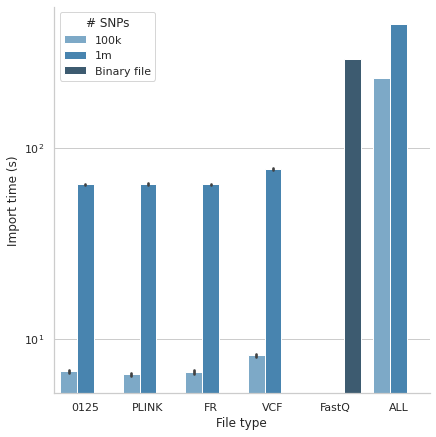 # SNPs
100k
1m
Binary file
Import time (s)
10²
10¹
0125
PLINK
FR
VCF
FastQ
ALL
File type